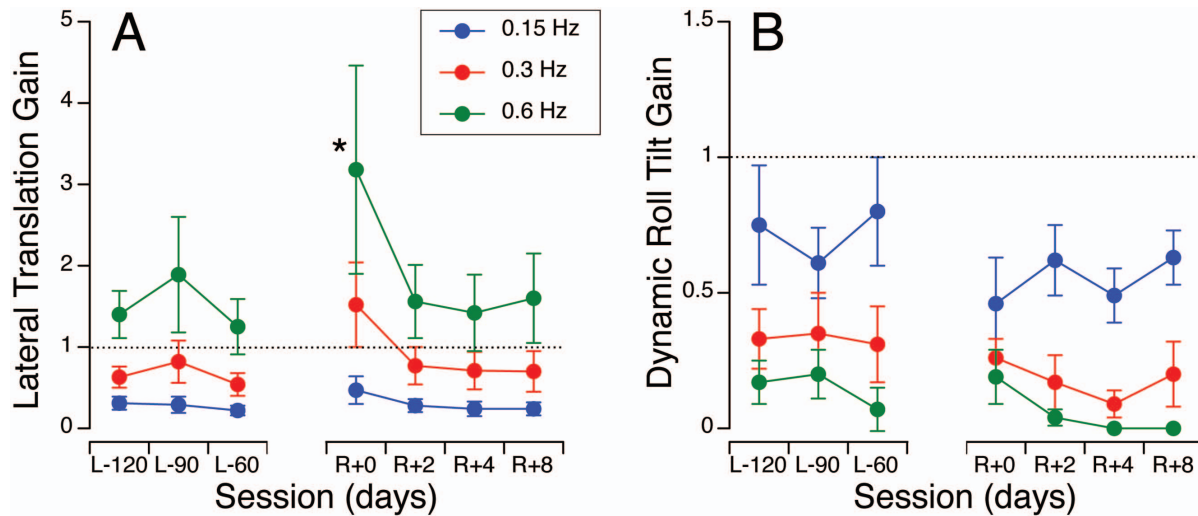 A
Lateral Translation Gain
5
4
3
2
1
0
0.15 Hz
0.3 Hz
0.6 Hz
*
L-120 L-90 L-60 R+0 R+2 R+4 R+8
Session (days)
B
Dynamic Roll Tilt Gain
1.5
1
0.5
0
L-120 L-90 L-60 R+0 R+2 R+4 R+8
Session (days)